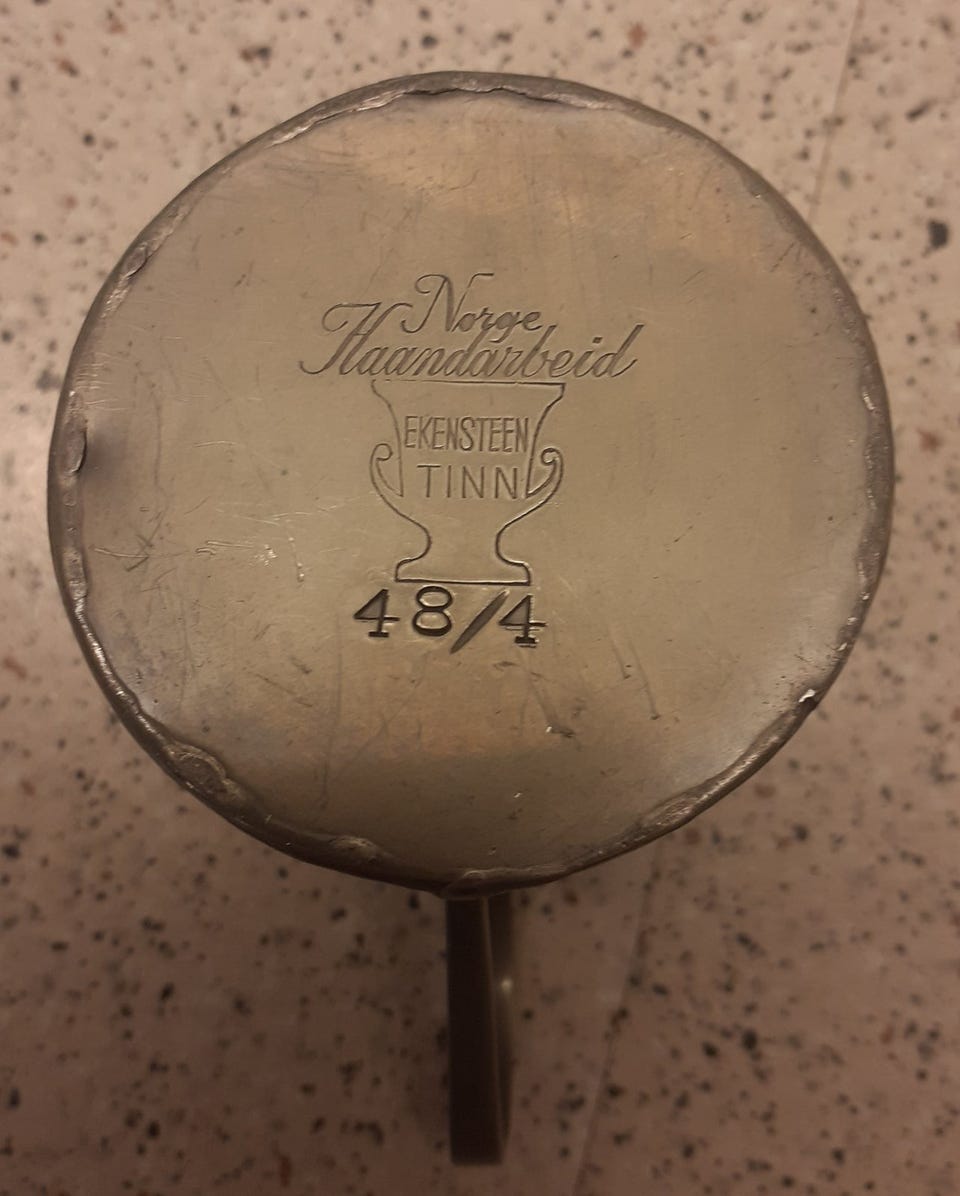 Norge
Haandarbeid
EKENSTEEN
TINN
48/4